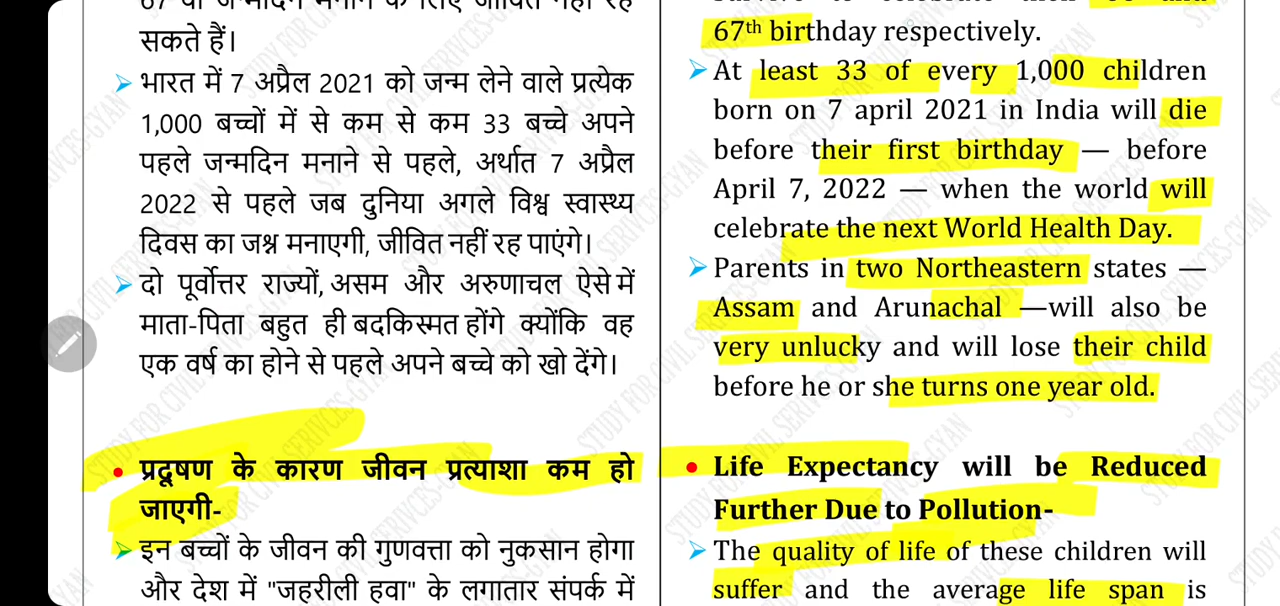 67 वां जन्मदिन मनाने के लिए जीवित नहीं रह
सकते हैं।
➤ भारत में 7 अप्रैल 2021 को जन्म लेने वाले प्रत्येक
1,000 बच्चों में से कम से कम 33 बच्चे अपने
पहले जन्मदिन मनाने से पहले, अर्थात 7 अप्रैल
2022 से पहले जब दुनिया अगले विश्व स्वास्थ्य
दिवस का जश्न मनाएगी, जीवित नहीं रह पाएंगे।
➤ दो पूर्वोत्तर राज्यों, असम और अरुणाचल ऐसे में
माता-पिता बहुत ही बदकिस्मत होंगे क्योंकि वह
एक वर्ष का होने से पहले अपने बच्चे को खो देंगे।
• प्रदूषण के कारण जीवन प्रत्याशा कम हो
जाएगी-
➤ इन बच्चों के जीवन की गुणवत्ता को नुकसान होगा
और देश में "जहरीली हवा" के लगातार संपर्क में
67th birthday respectively.
➤ At least 33 of every 1,000 children
born on 7 april 2021 in India will die
before their first birthday — before
April 7, 2022 — when the world will
celebrate the next World Health Day.
➤ Parents in two Northeastern states —
Assam and Arunachal —will also be
very unlucky and will lose their child
before he or she turns one year old.
• Life Expectancy will be Reduced
Further Due to Pollution-
➤ The quality of life of these children will
suffer and the average life span is